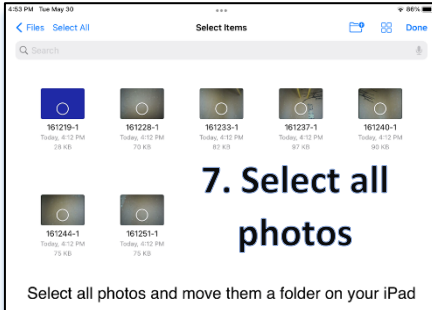 4:53 PM Tue May 30
86%
Files Select All
Select Items
Done
Search
161219-1
161228-1
161233-1
161237-1
161240-1
Today, 4:12 PM
Today, 4:12 PM
Today, 4:12 PM
Today, 4:12 PM
Today, 4:12 PM
28 KB
70 KB
82 KB
87 KB
90 KB
7. Select all
photos
161244-1
161251-1
Today, 4:12 PM
Today, 4:12 PM
75 KB
75 KB
Select all photos and move them a folder on your iPad